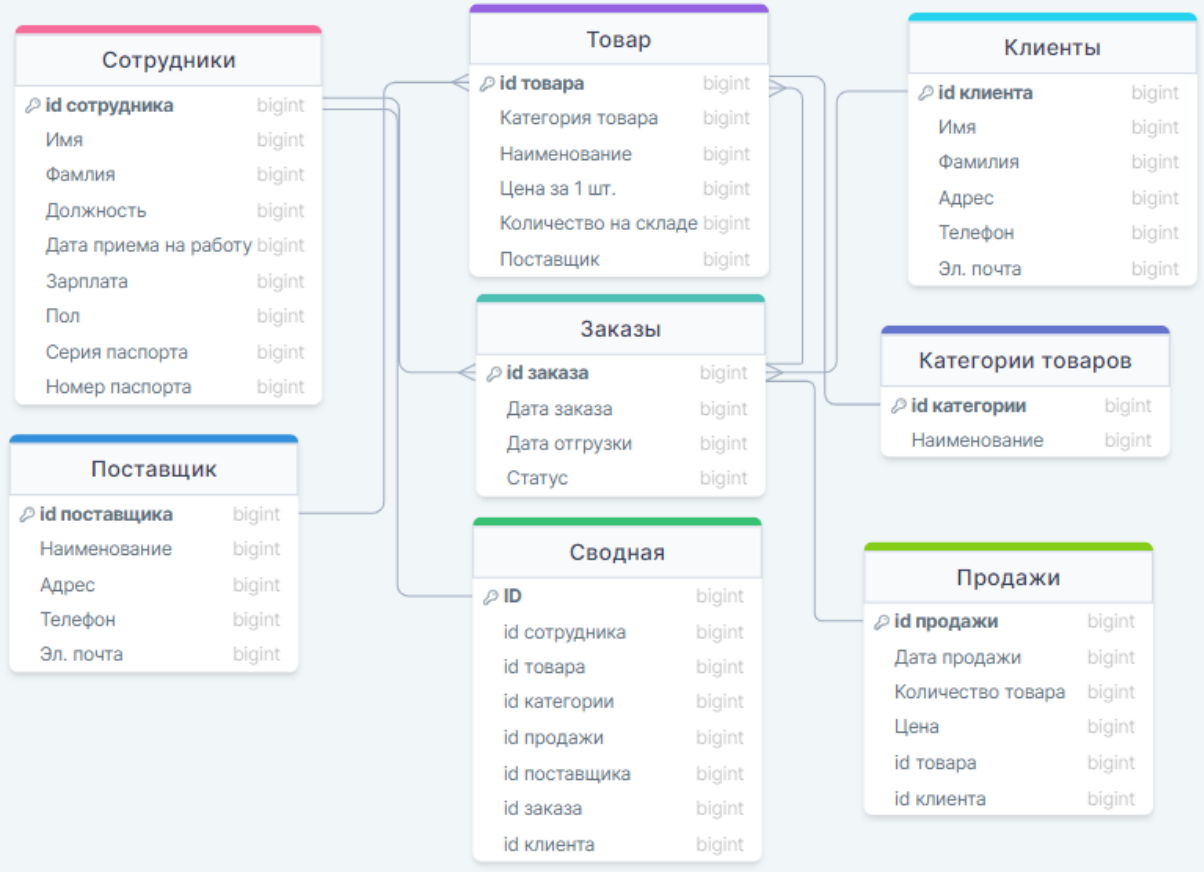 Сотрудники
id сотрудника bigint
Имя bigint
Фамлия bigint
Должность bigint
Дата приема на работу bigint
Зарплата bigint
Пол bigint
Серия паспорта bigint
Номер паспорта bigint
Поставщик
id поставщика bigint
Наименование bigint
Адрес bigint
Телефон bigint
Эл. почта bigint
Товар
id товара bigint
Категория товара bigint
Наименование bigint
Цена за 1 шт. bigint
Количество на складе bigint
Поставщик bigint
Заказы
id заказа bigint
Дата заказа bigint
Дата отгрузки bigint
Статус bigint
Сводная
ID bigint
id сотрудника bigint
id товара bigint
id категории bigint
id продажи bigint
id поставщика bigint
id заказа bigint
id клиента bigint
Клиенты
id клиента bigint
Имя bigint
Фамилия bigint
Адрес bigint
Телефон bigint
Эл. почта bigint
Категории товаров
id категории bigint
Наименование bigint
Продажи
id продажи bigint
Дата продажи bigint
Количество товара bigint
Цена bigint
id товара bigint
id клиента bigint